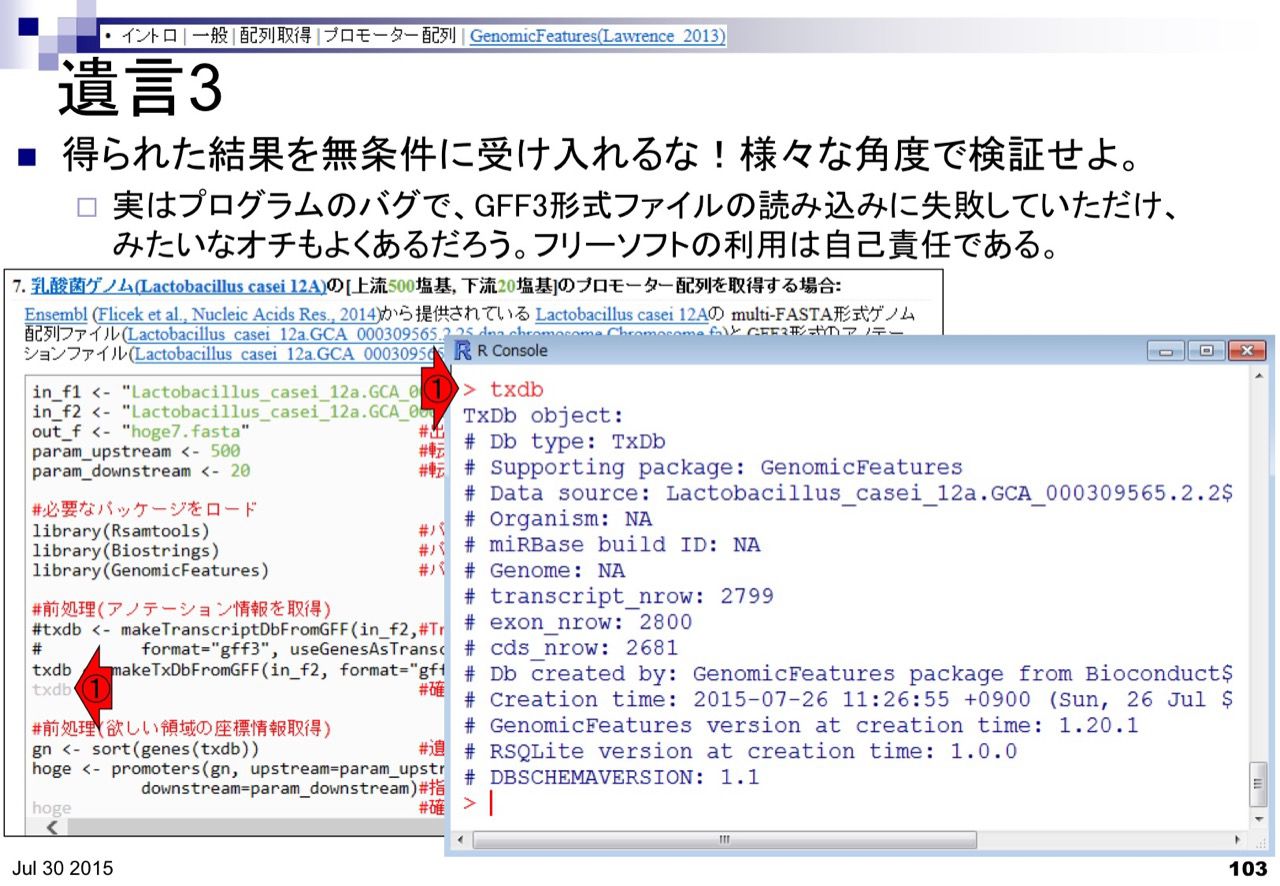 • イントロ | 一般 | 配列取得 | プロモーター配列 | GenomicFeatures(Lawrence_2013)
遺言3
得られた結果を無条件に受け入れるな！様々な角度で検証せよ。
実はプログラムのバグで、GFF3形式ファイルの読み込みに失敗していただけ、
みたいなオチもよくあるだろう。フリーソフトの利用は自己責任である。
7. 乳酸菌ゲノム(Lactobacillus casei 12A)の[上流500塩基, 下流20塩基]のプロモーター配列を取得する場合:
Ensembl (Flicek et al., Nucleic Acids Res., 2014)から提供されている Lactobacillus casei 12Aの multi-FASTA形式ゲノム
配列ファイル(Lactobacillus_casei_12a.GCA_000309565.2.25.dna.chromosome.Chromosome.fa)と GFF3形式のアノテー
ションファイル(Lactobacillus_casei_12a.GCA_000309565
in_f1 <- "Lactobacillus_casei_12a.GCA_0
in_f2 <- "Lactobacillus_casei_12a.GCA_00
out_f <- "hoge7.fasta" #出
param_upstream <- 500 #転
param_downstream <- 20 #転
#必要なパッケージをロード
library(Rsamtools) #パ
library(Biostrings) #パ
library(GenomicFeatures) #パ
#前処理(アノテーション情報を取得)
#txdb <- makeTranscriptDbFromGFF(in_f2,#Tr
# format="gff3", useGenesAsTransc
txdb makeTxDbFromGFF(in_f2, format="gff
txdb ① #確
#前処理(欲しい領域の座標情報取得)
gn <- sort(genes(txdb)) #遺
hoge <- promoters(gn, upstream=param_upstr
downstream=param_downstream)#指
hoge #確
R Console
① > txdb
TxDb object:
# Db type: TxDb
# Supporting package: GenomicFeatures
# Data source: Lactobacillus_casei_12a.GCA_000309565.2.2$
# Organism: NA
# miRBase build ID: NA
# Genome: NA
# transcript_nrow: 2799
# exon_nrow: 2800
# cds_nrow: 2681
# Db created by: GenomicFeatures package from Bioconduct$
# Creation time: 2015-07-26 11:26:55 +0900 (Sun, 26 Jul $
# GenomicFeatures version at creation time: 1.20.1
# RSQLite version at creation time: 1.0.0
# DBSCHEMAVERSION: 1.1
>
Jul 30 2015
103